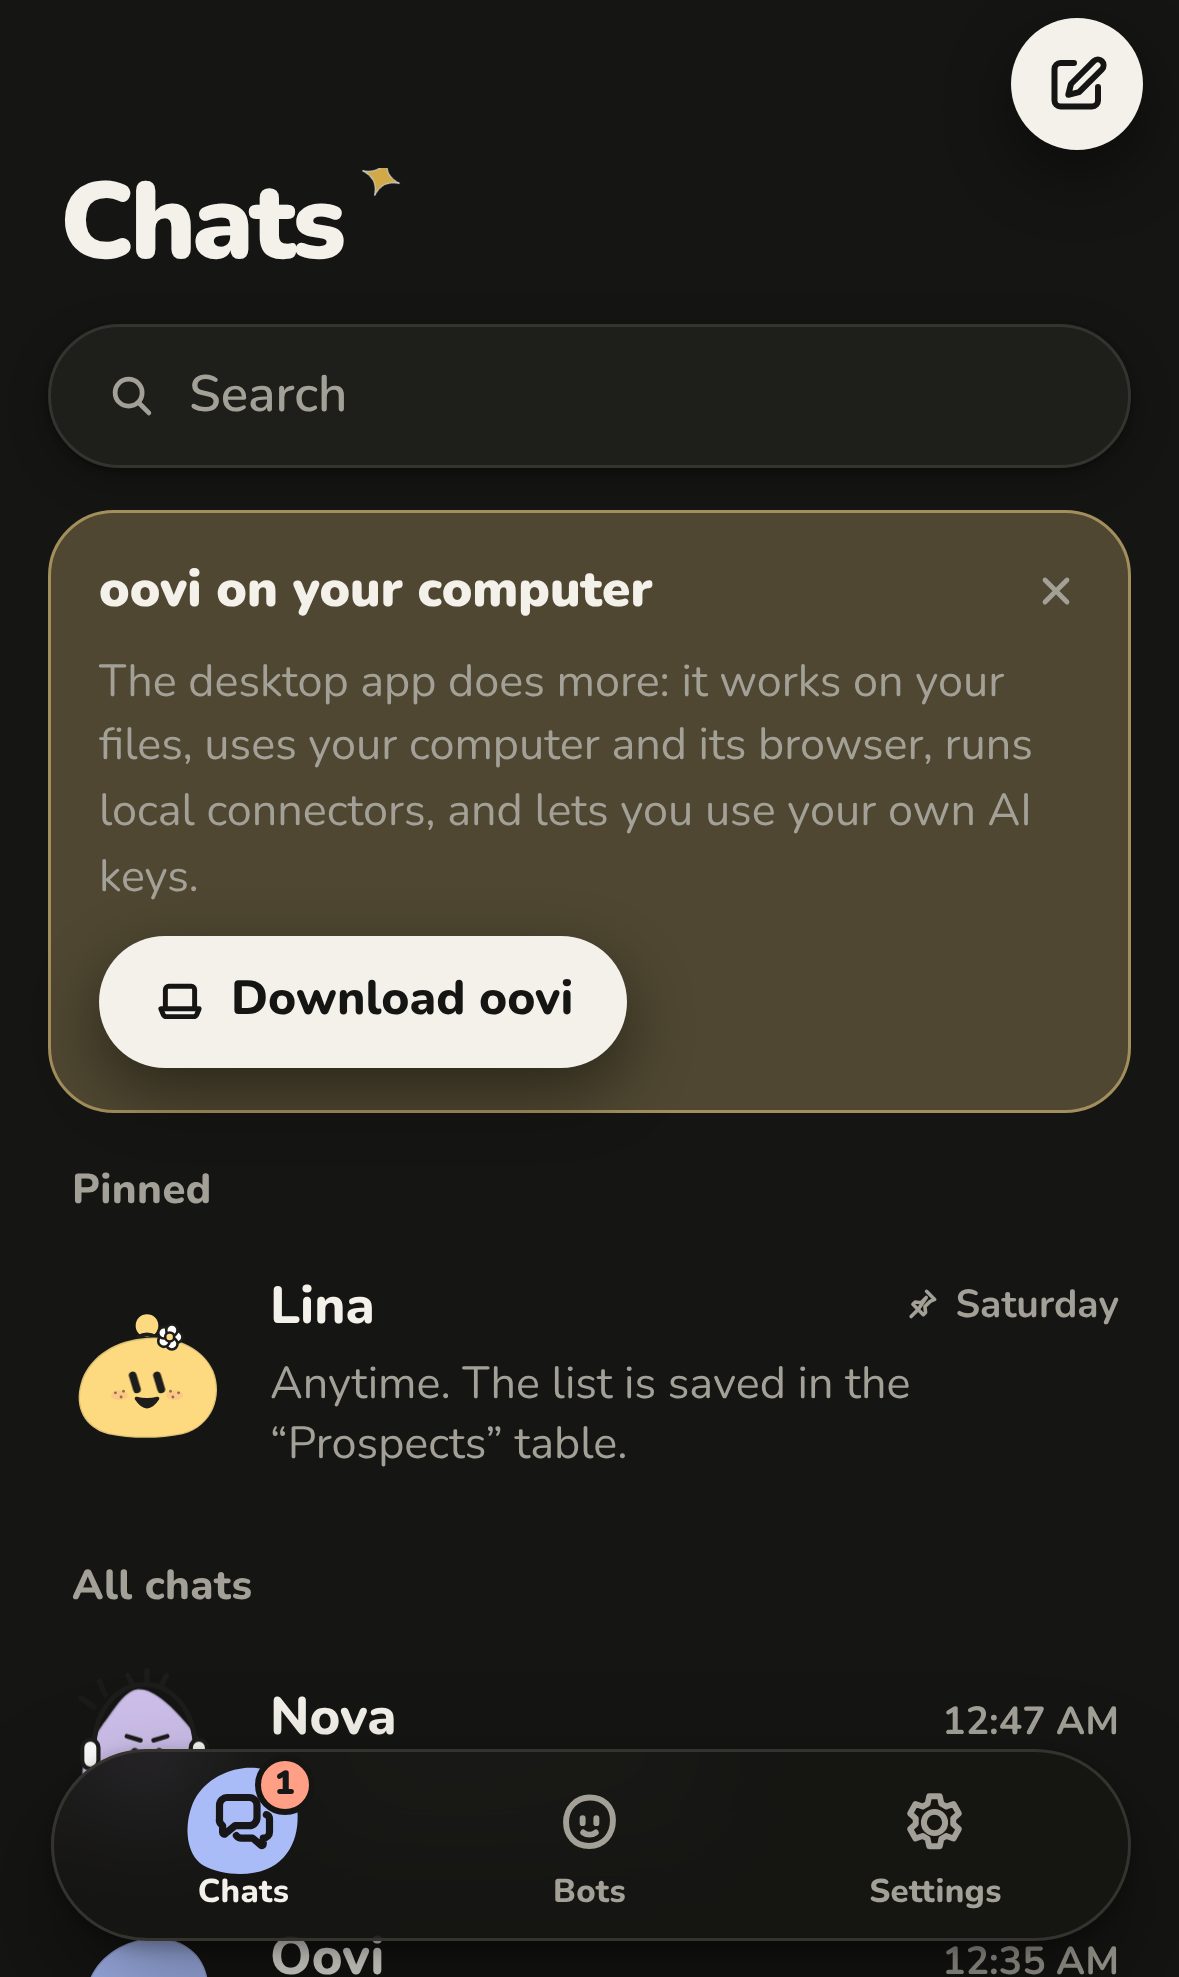 Chats
Search
oovi on your computer
The desktop app does more: it works on your
files, uses your computer and its browser, runs
local connectors, and lets you use your own AI
keys.
Download oovi
Pinned
Lina
Saturday
Anytime. The list is saved in the
“Prospects” table.
All chats
Nova
12:47 AM
1
Chats
Bots
Settings
Oovi
12:35 AM